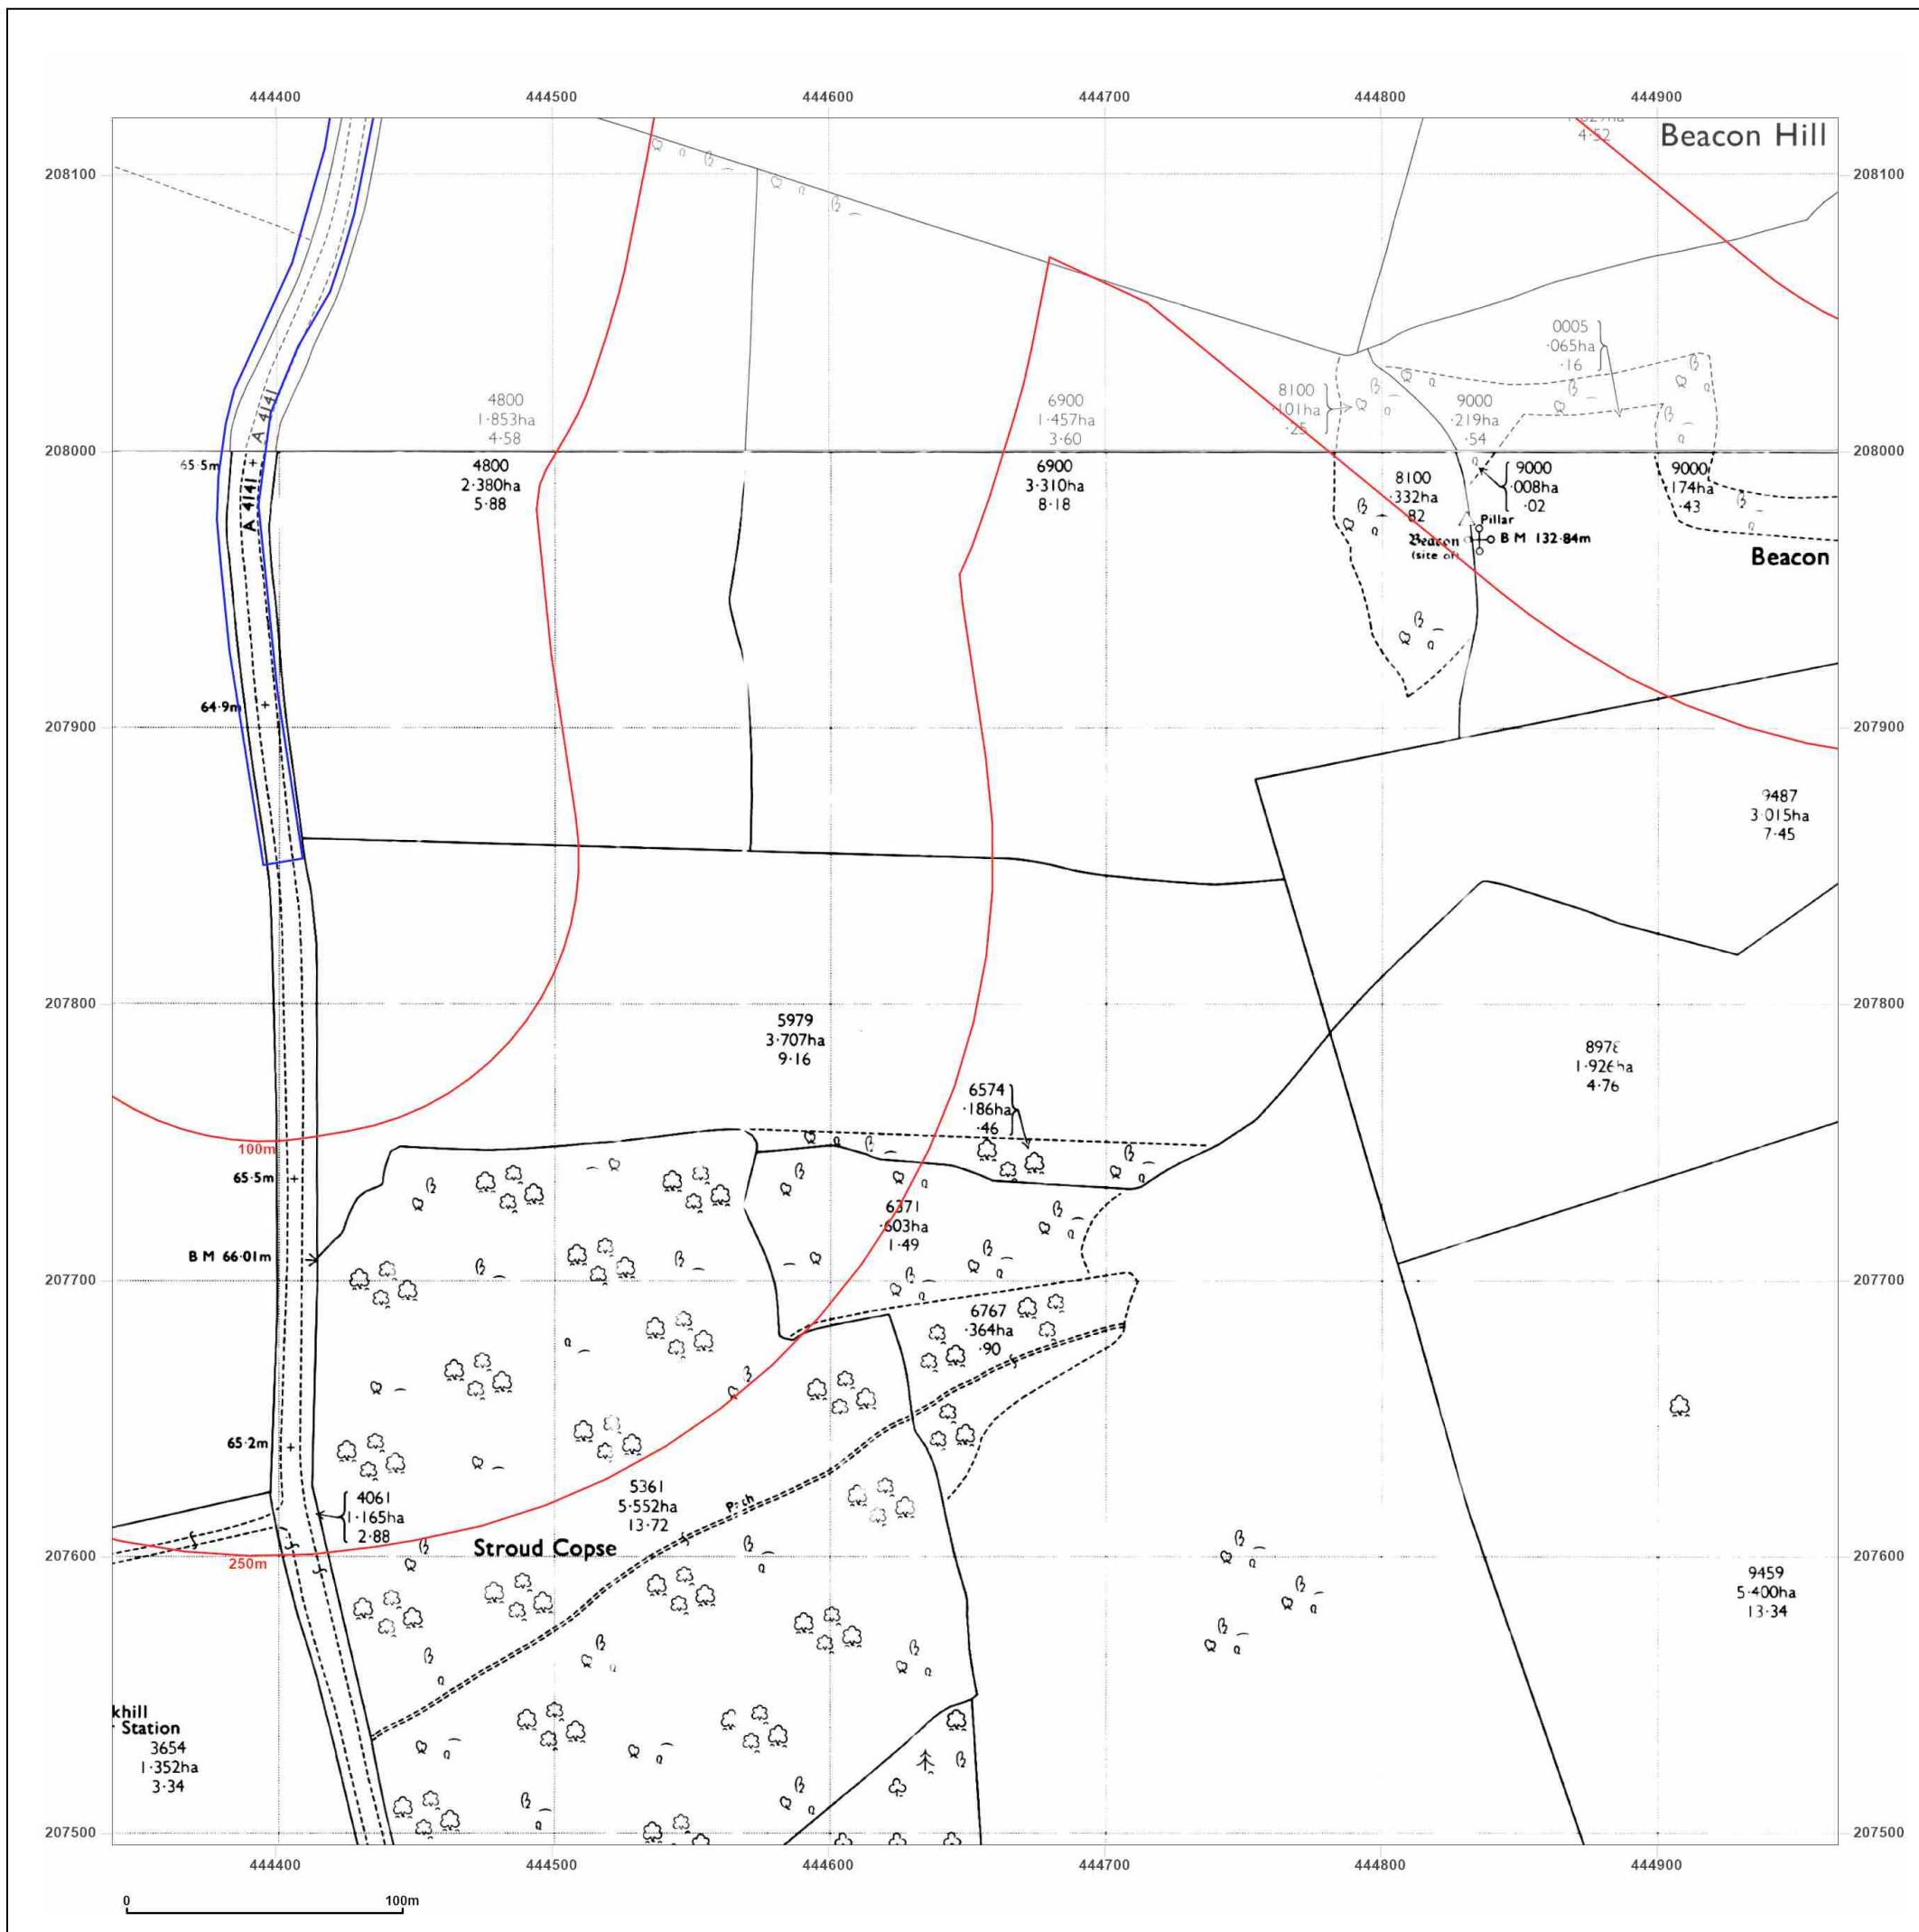 444400 444500 444600 444700 444800 444900
4·52
Beacon Hill
208100 208100
0005
·065ha
·16
8100
·101ha
·25
4800
1·853ha
4·58
6900
1·457ha
3·60
9000
·219ha
·54
A 4141
208000 208000
65·5m
4800
2·380ha
5·88
6900
3·310ha
8·18
8100
·332ha
·82
9000
·008ha
·02
9000
·174ha
·43
A 4141
Pillar
Beacon
(site of)
B M 132·84m
Beacon
64·9m
207900 207900
9487
3·015ha
7·45
207800 207800
5979
3·707ha
9·16
8978
1·926ha
4·76
6574
·186ha
·46
100m
65·5m
6371
·603ha
1·49
B M 66·01m
207700 207700
6767
·364ha
·90
65·2m
4061
1·165ha
2·88
5361
5·552ha
13·72
Path
Stroud Copse
207600 207600
250m
9459
5·400ha
13·34
khill
Station
3654
1·352ha
3·34
207500 207500
444400 444500 444600 444700 444800 444900
0 100m